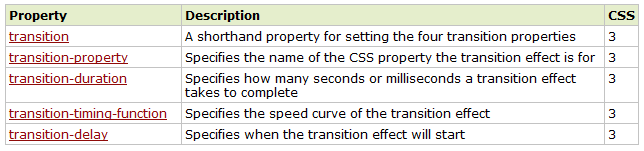 Property Description CSS
transition A shorthand property for setting the four transition properties 3
transition-property Specifies the name of the CSS property the transition effect is for 3
transition-duration Specifies how many seconds or milliseconds a transition effect 3
takes to complete
transition-timing-function Specifies the speed curve of the transition effect 3
transition-delay Specifies when the transition effect will start 3